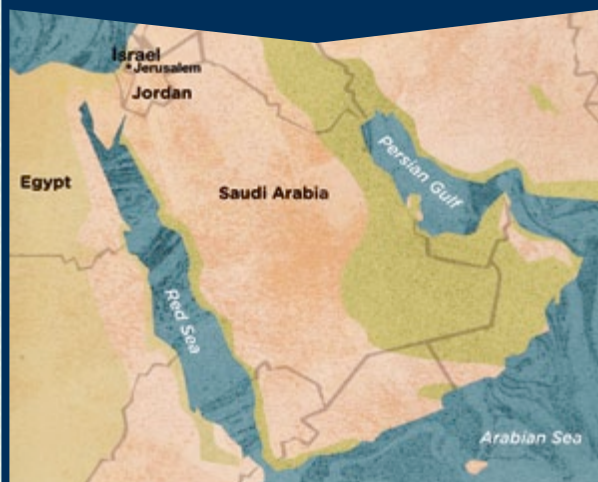 Israel
Jerusalem
Jordan
Egypt
Saudi Arabia
Persian Gulf
Red Sea
Arabian Sea